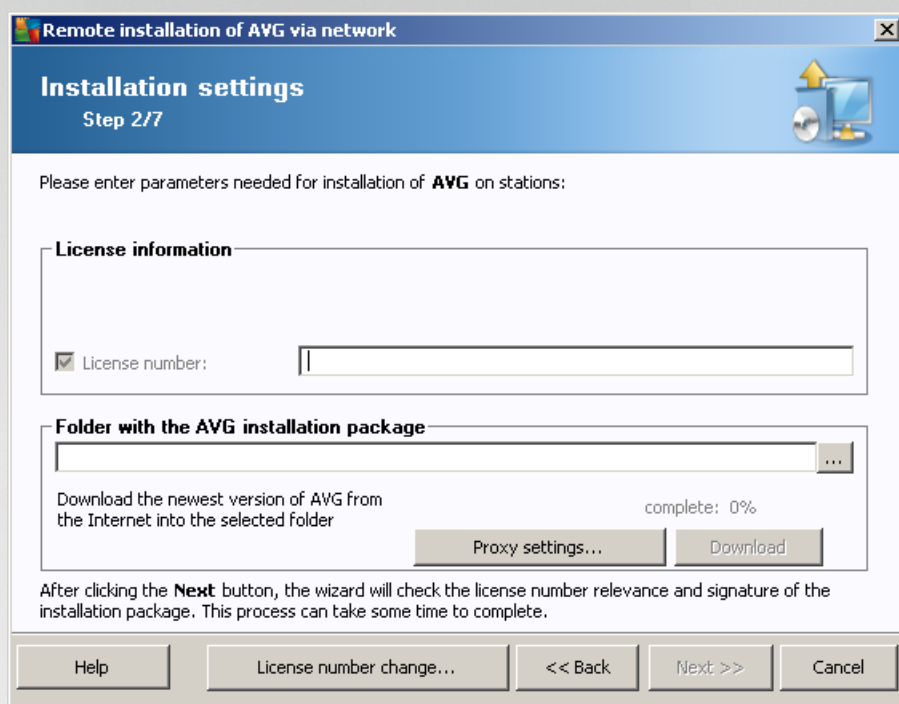 Remote installation of AVG via network
Installation settings
Step 2/7
Please enter parameters needed for installation of AVG on stations:
License information
License number:
Folder with the AVG installation package
...
Download the newest version of AVG from
the Internet into the selected folder
complete: 0%
Proxy settings...
Download
After clicking the Next button, the wizard will check the license number relevance and signature of the
installation package. This process can take some time to complete.
Help
License number change...
<< Back
Next >>
Cancel